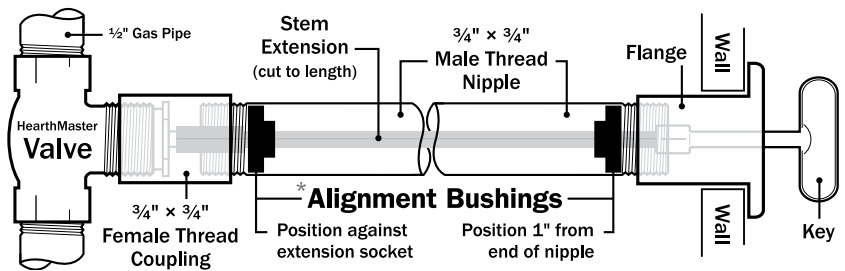 ½" Gas Pipe
HearthMaster
Valve
¾" × ¾"
Female Thread
Coupling
Stem
Extension
(cut to length)
¾" × ¾"
Male Thread
Nipple
Flange
Wall
Wall
Key
*Alignment Bushings
Position against
extension socket
Position 1" from
end of nipple